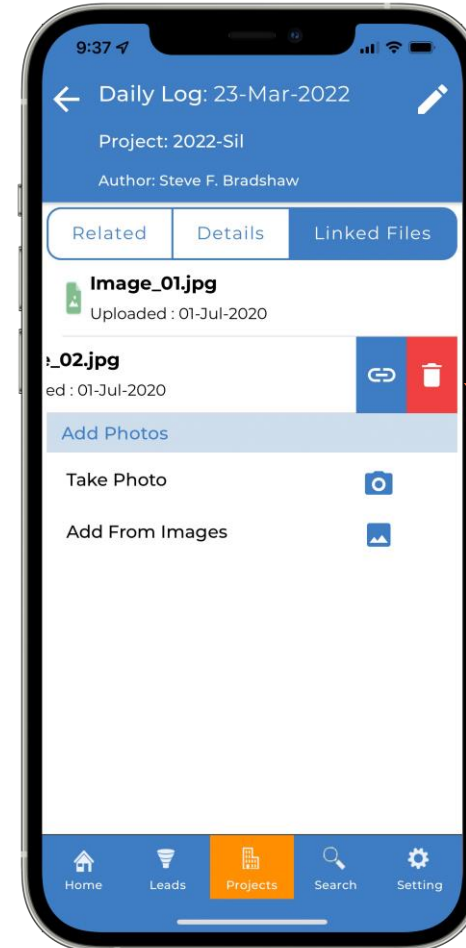 9:37
Daily Log: 23-Mar-2022
Project: 2022-Sil
Author: Steve F. Bradshaw
Related Details Linked Files
Image_01.jpg
Uploaded : 01-Jul-2020
_02.jpg
ed : 01-Jul-2020
Add Photos
Take Photo
Add From Images
Home Leads Projects Search Setting